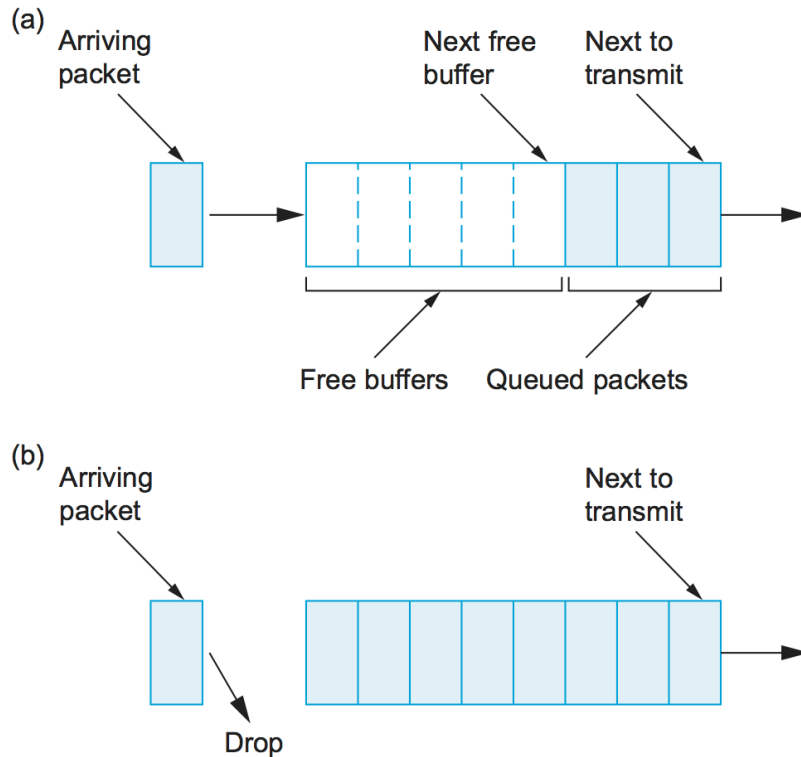 (a)
Arriving
packet
Next free
buffer
Next to
transmit
Free buffers
Queued packets
(b)
Arriving
packet
Next to
transmit
Drop